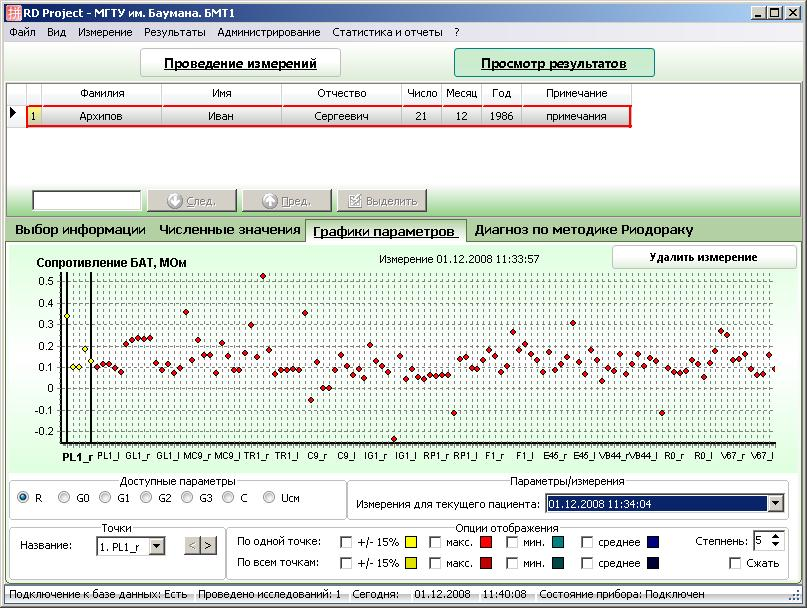 RD Project - МГТУ им. Баумана. БМТ1
Файл Вид Измерение Результаты Администрирование Статистика и отчеты ?
Проведение измерений Просмотр результатов
Фамилия Имя Отчество Число Месяц Год Примечание
1 Архипов Иван Сергеевич 21 12 1986 примечания
След. Пред. Выделить
Выбор информации Численные значения Графики параметров Диагноз по методике Риодораку
Сопротивление БАТ, МОм Измерение 01.12.2008 11:33:57 Удалить измерение
0.5
0.4
0.3
0.2
0.1
0
-0.1
-0.2
PL1_r PL1_l GL1_r GL1_l MC9_r MC9_l TR1_r TR1_l C9_r C9_l IG1_r IG1_l RP1_r RP1_l F1_r F1_l E45_r E45_l VB44_r VB44_l R0_r R0_l V67_r V67_l
Доступные параметры Параметры/измерения
R G0 G1 G2 G3 C Uсм
Измерения для текущего пациента: 01.12.2008 11:34:04
Точки Опции отображения
Название: 1. PL1_r < >
По одной точке: +/- 15% макс. мин. среднее Степнень: 5
По всем точкам: +/- 15% макс. мин. среднее Сжать
Подключение к базе данных: Есть Проведено исследований: 1 Сегодня: 01.12.2008 11:40:08 Состояние прибора: Подключен